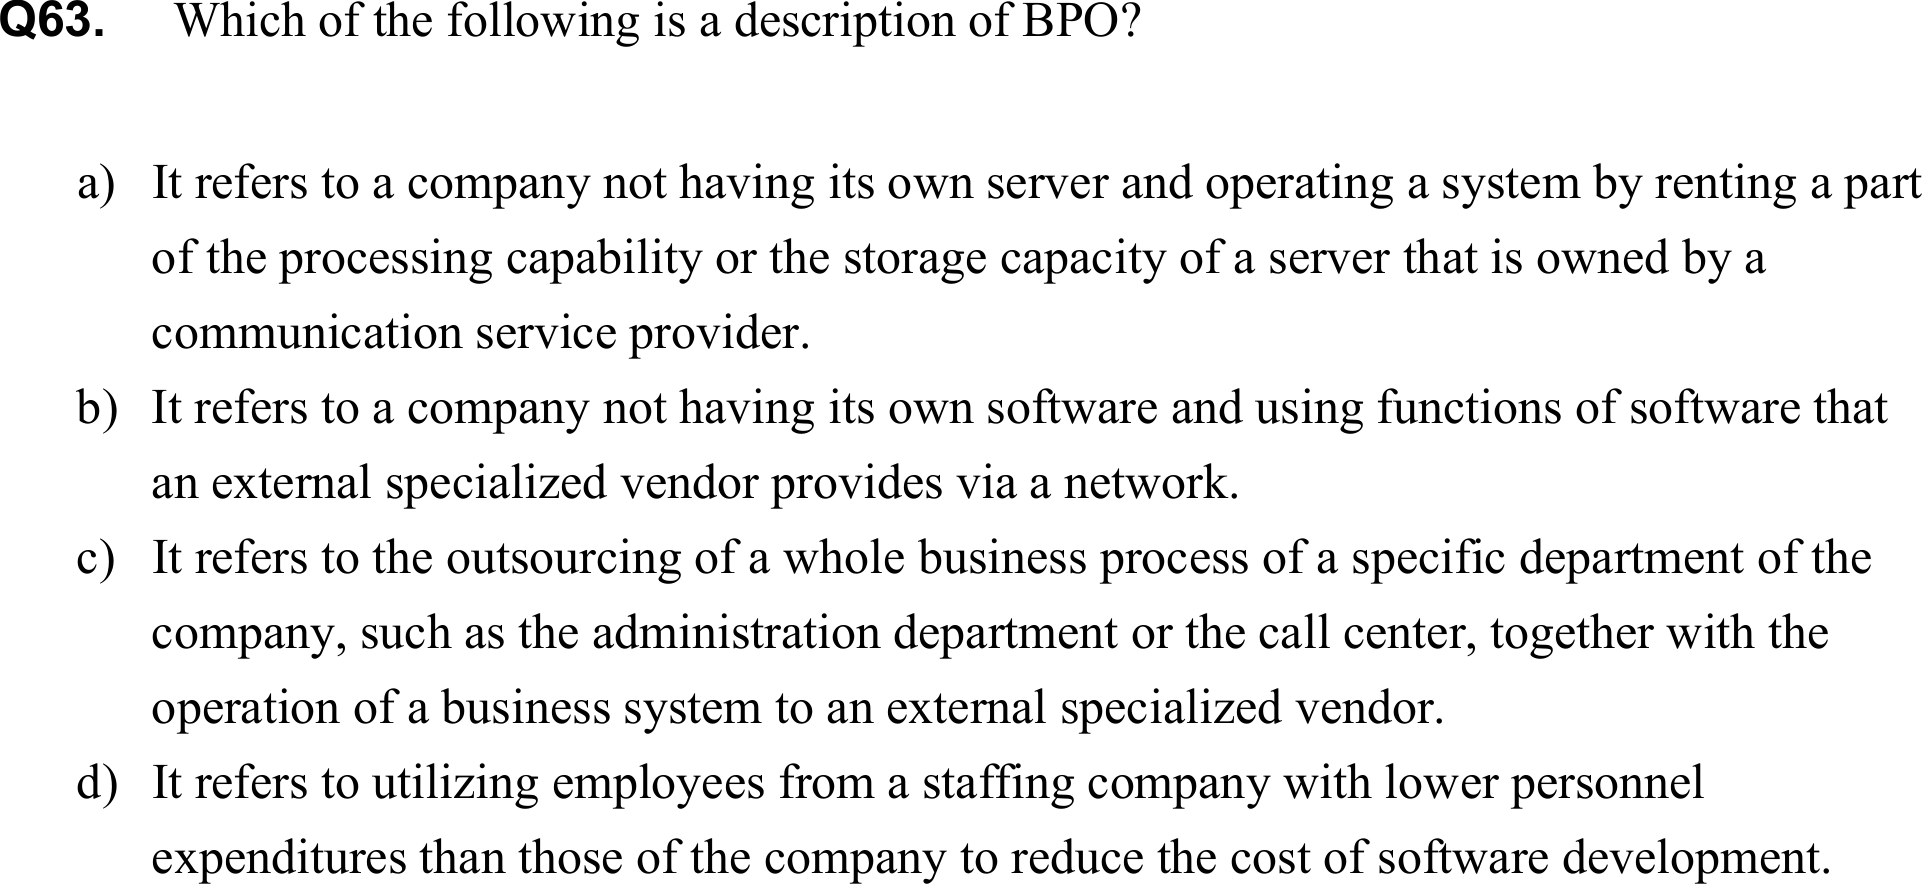 Q63. Which of the following is a description of BPO?
a) It refers to a company not having its own server and operating a system by renting a part
of the processing capability or the storage capacity of a server that is owned by a
communication service provider.
b) It refers to a company not having its own software and using functions of software that
an external specialized vendor provides via a network.
c) It refers to the outsourcing of a whole business process of a specific department of the
company, such as the administration department or the call center, together with the
operation of a business system to an external specialized vendor.
d) It refers to utilizing employees from a staffing company with lower personnel
expenditures than those of the company to reduce the cost of software development.